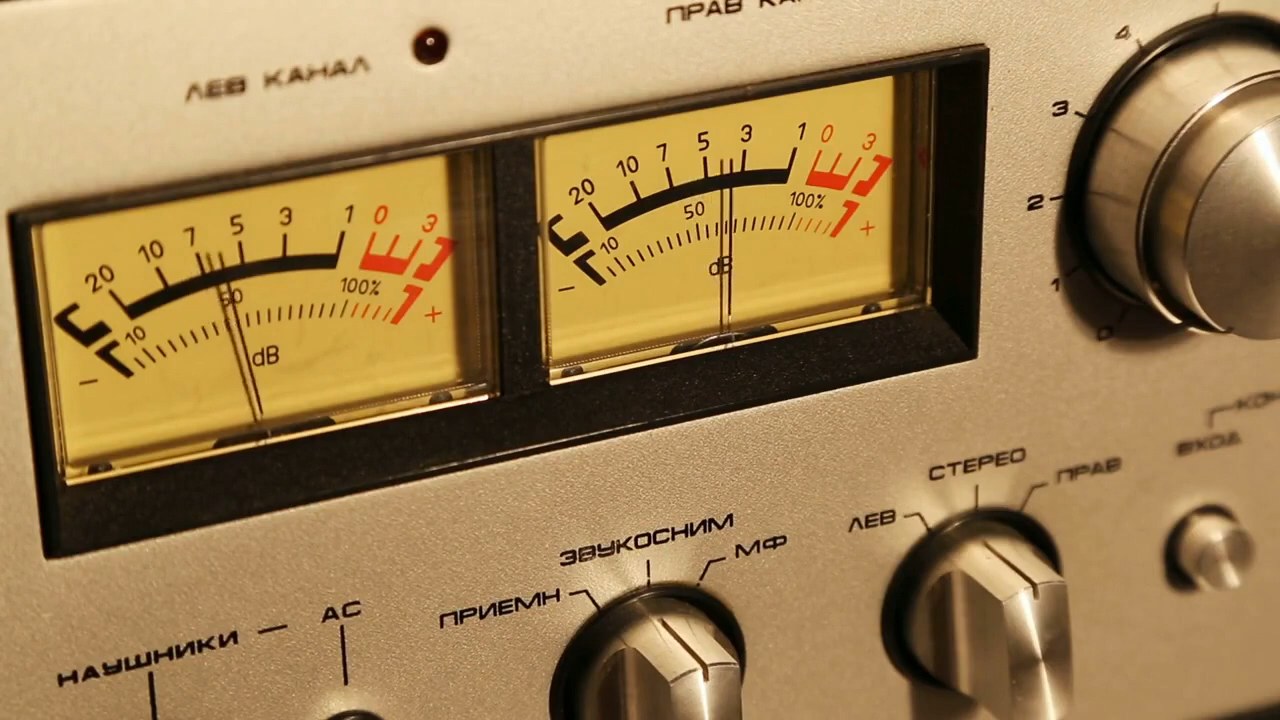 ЛЕВ КАНАЛ
ПРАВ КА
20 10 7 5 3 1 0 3
10 50 100% +
−
dB
20 10 7 5 3 1 0 3
10 50 100% +
−
dB
4
3
2
1
0
НАУШНИКИ — АС
ПРИЕМН
ЗВУКОСНИМ
МФ
ЛЕВ
СТЕРЕО
ПРАВ
ВХОД